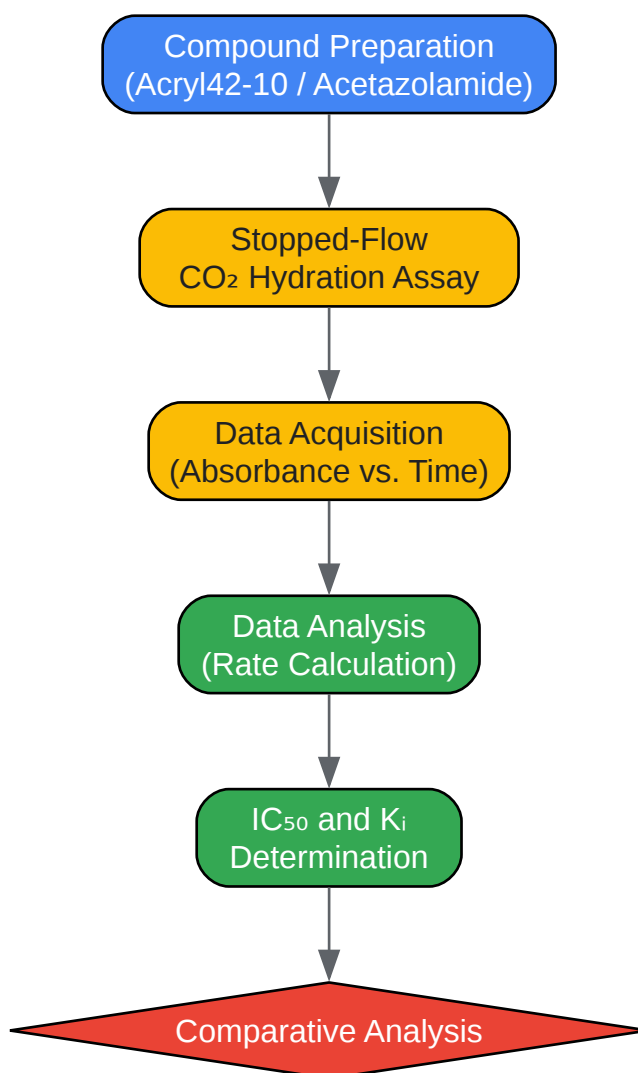 Compound Preparation
(Acryl42-10 / Acetazolamide)
Stopped-Flow
CO₂ Hydration Assay
Data Acquisition
(Absorbance vs. Time)
Data Analysis
(Rate Calculation)
IC₅₀ and Kᵢ
Determination
Comparative Analysis